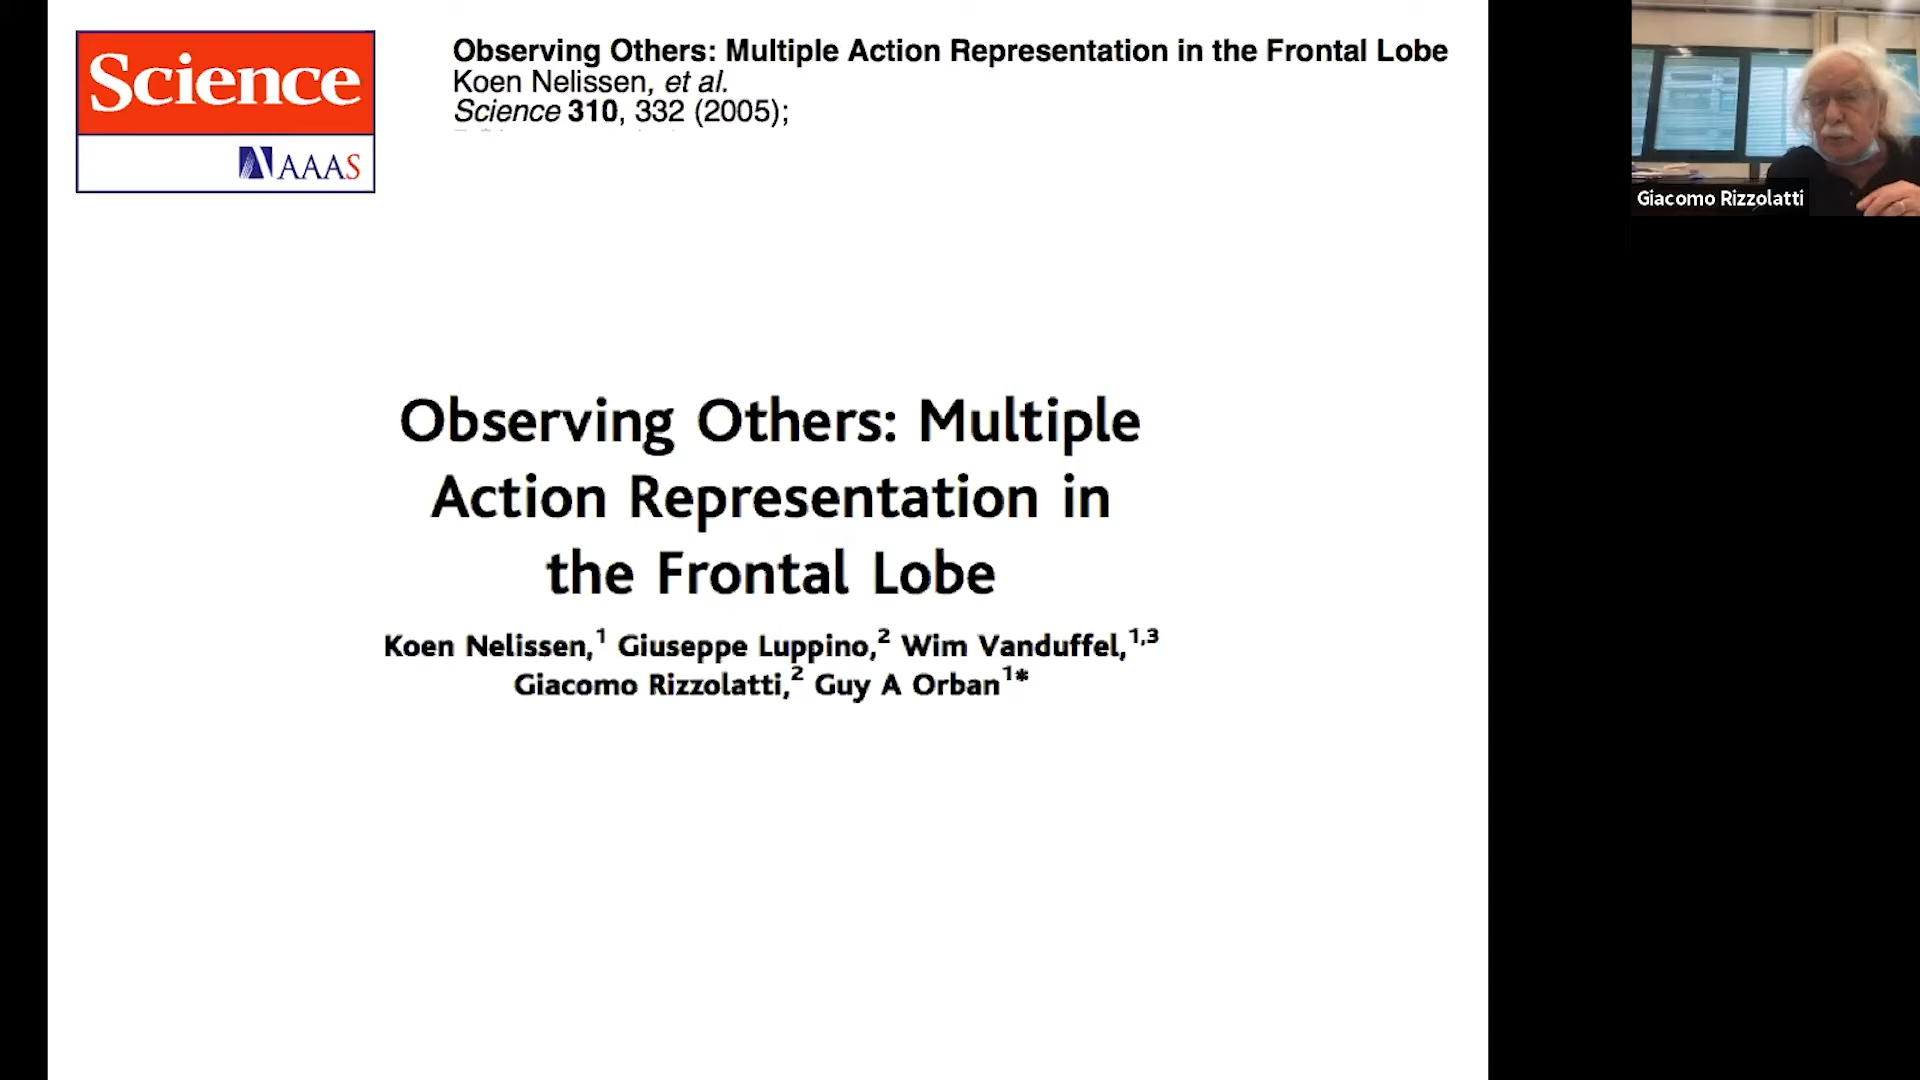 Science
AAAS
Observing Others: Multiple Action Representation in the Frontal Lobe
Koen Nelissen, et al.
Science 310, 332 (2005);
Giacomo Rizzolatti
Observing Others: Multiple
Action Representation in
the Frontal Lobe
Koen Nelissen,1 Giuseppe Luppino,2 Wim Vanduffel,1,3
Giacomo Rizzolatti,2 Guy A Orban1*